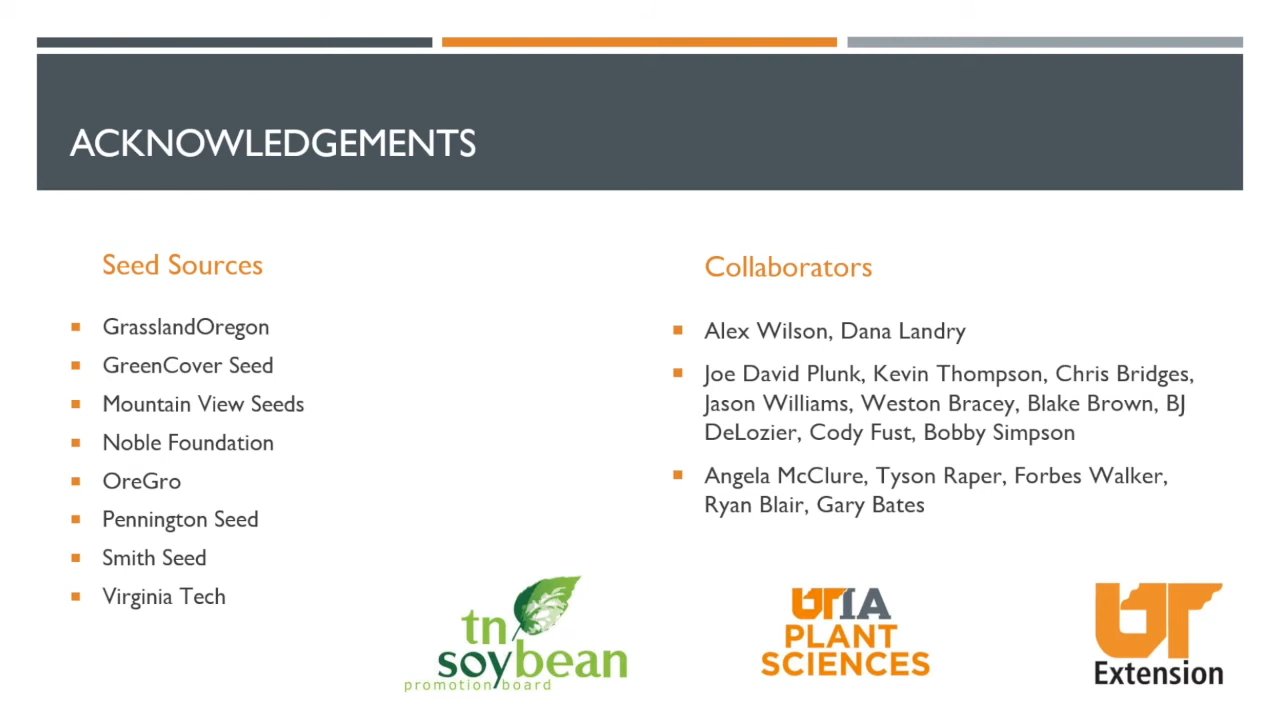 ACKNOWLEDGEMENTS
Seed Sources
GrasslandOregon
GreenCover Seed
Mountain View Seeds
Noble Foundation
OreGro
Pennington Seed
Smith Seed
Virginia Tech
Collaborators
Alex Wilson, Dana Landry
Joe David Plunk, Kevin Thompson, Chris Bridges,
Jason Williams, Weston Bracey, Blake Brown, BJ
DeLozier, Cody Fust, Bobby Simpson
Angela McClure, Tyson Raper, Forbes Walker,
Ryan Blair, Gary Bates
tn
soybean
promotion board
UTIA
PLANT
SCIENCES
UT
Extension